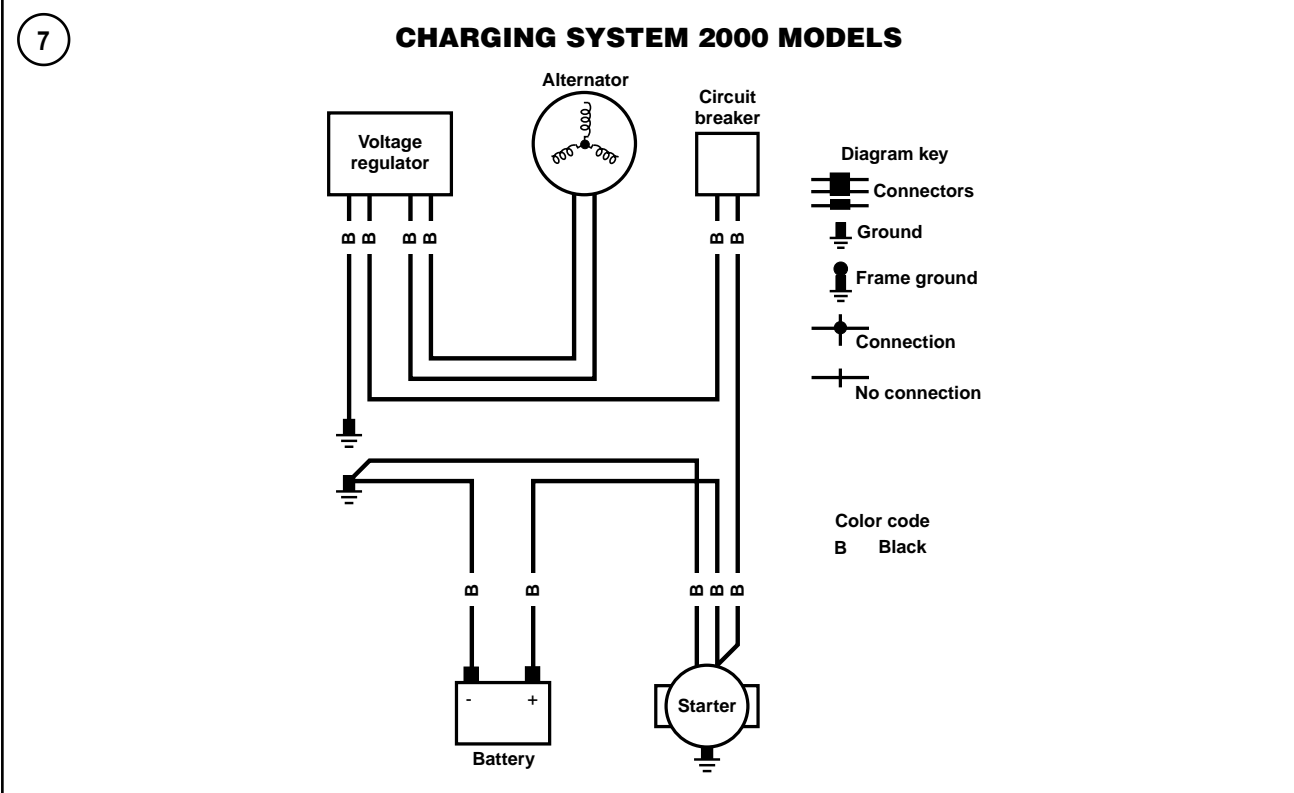 7
CHARGING SYSTEM 2000 MODELS
Alternator
Circuit
breaker
Voltage
regulator
Diagram key
Connectors
B B B B B B
Ground
Frame ground
Connection
No connection
Color code
B Black
B B B B B
- +
Starter
Battery